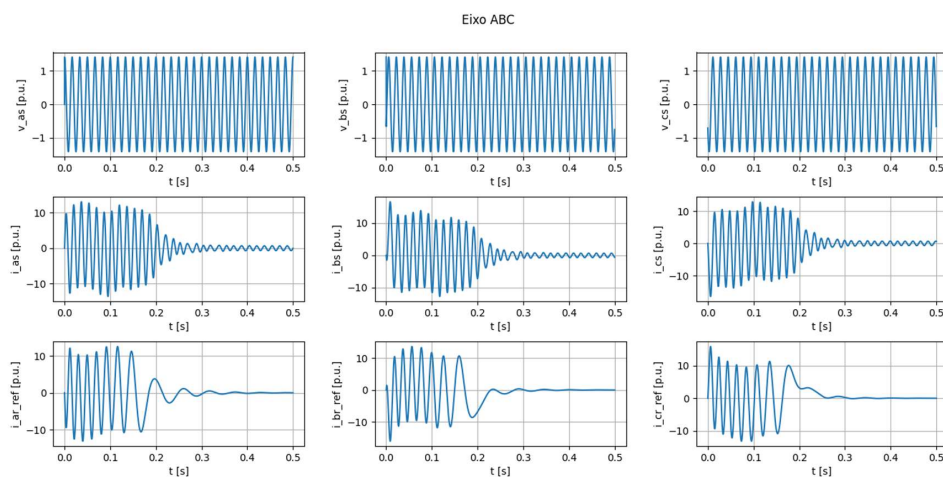 Eixo ABC
v_as [p.u.]
1
0
−1
0.0 0.1 0.2 0.3 0.4 0.5
t [s]
v_bs [p.u.]
1
0
−1
0.0 0.1 0.2 0.3 0.4 0.5
t [s]
v_cs [p.u.]
1
0
−1
0.0 0.1 0.2 0.3 0.4 0.5
t [s]
i_as [p.u.]
10
0
−10
0.0 0.1 0.2 0.3 0.4 0.5
t [s]
i_bs [p.u.]
10
0
−10
0.0 0.1 0.2 0.3 0.4 0.5
t [s]
i_cs [p.u.]
10
0
−10
0.0 0.1 0.2 0.3 0.4 0.5
t [s]
i_ar_ref [p.u.]
10
0
−10
0.0 0.1 0.2 0.3 0.4 0.5
t [s]
i_br_ref [p.u.]
10
0
−10
0.0 0.1 0.2 0.3 0.4 0.5
t [s]
i_cr_ref [p.u.]
10
0
−10
0.0 0.1 0.2 0.3 0.4 0.5
t [s]